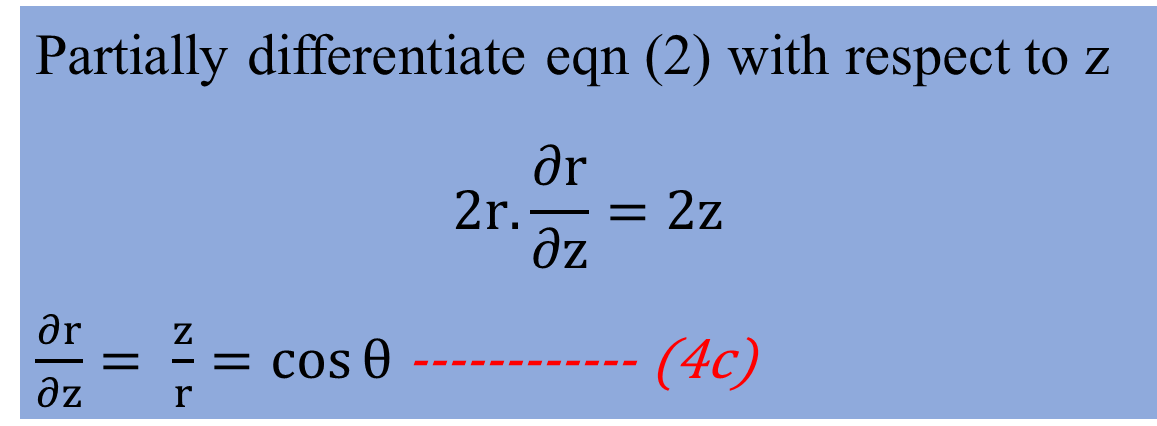 Partially differentiate eqn (2) with respect to z
2r.∂r/∂z = 2z
∂r/∂z = z/r = cos θ ------------ (4c)